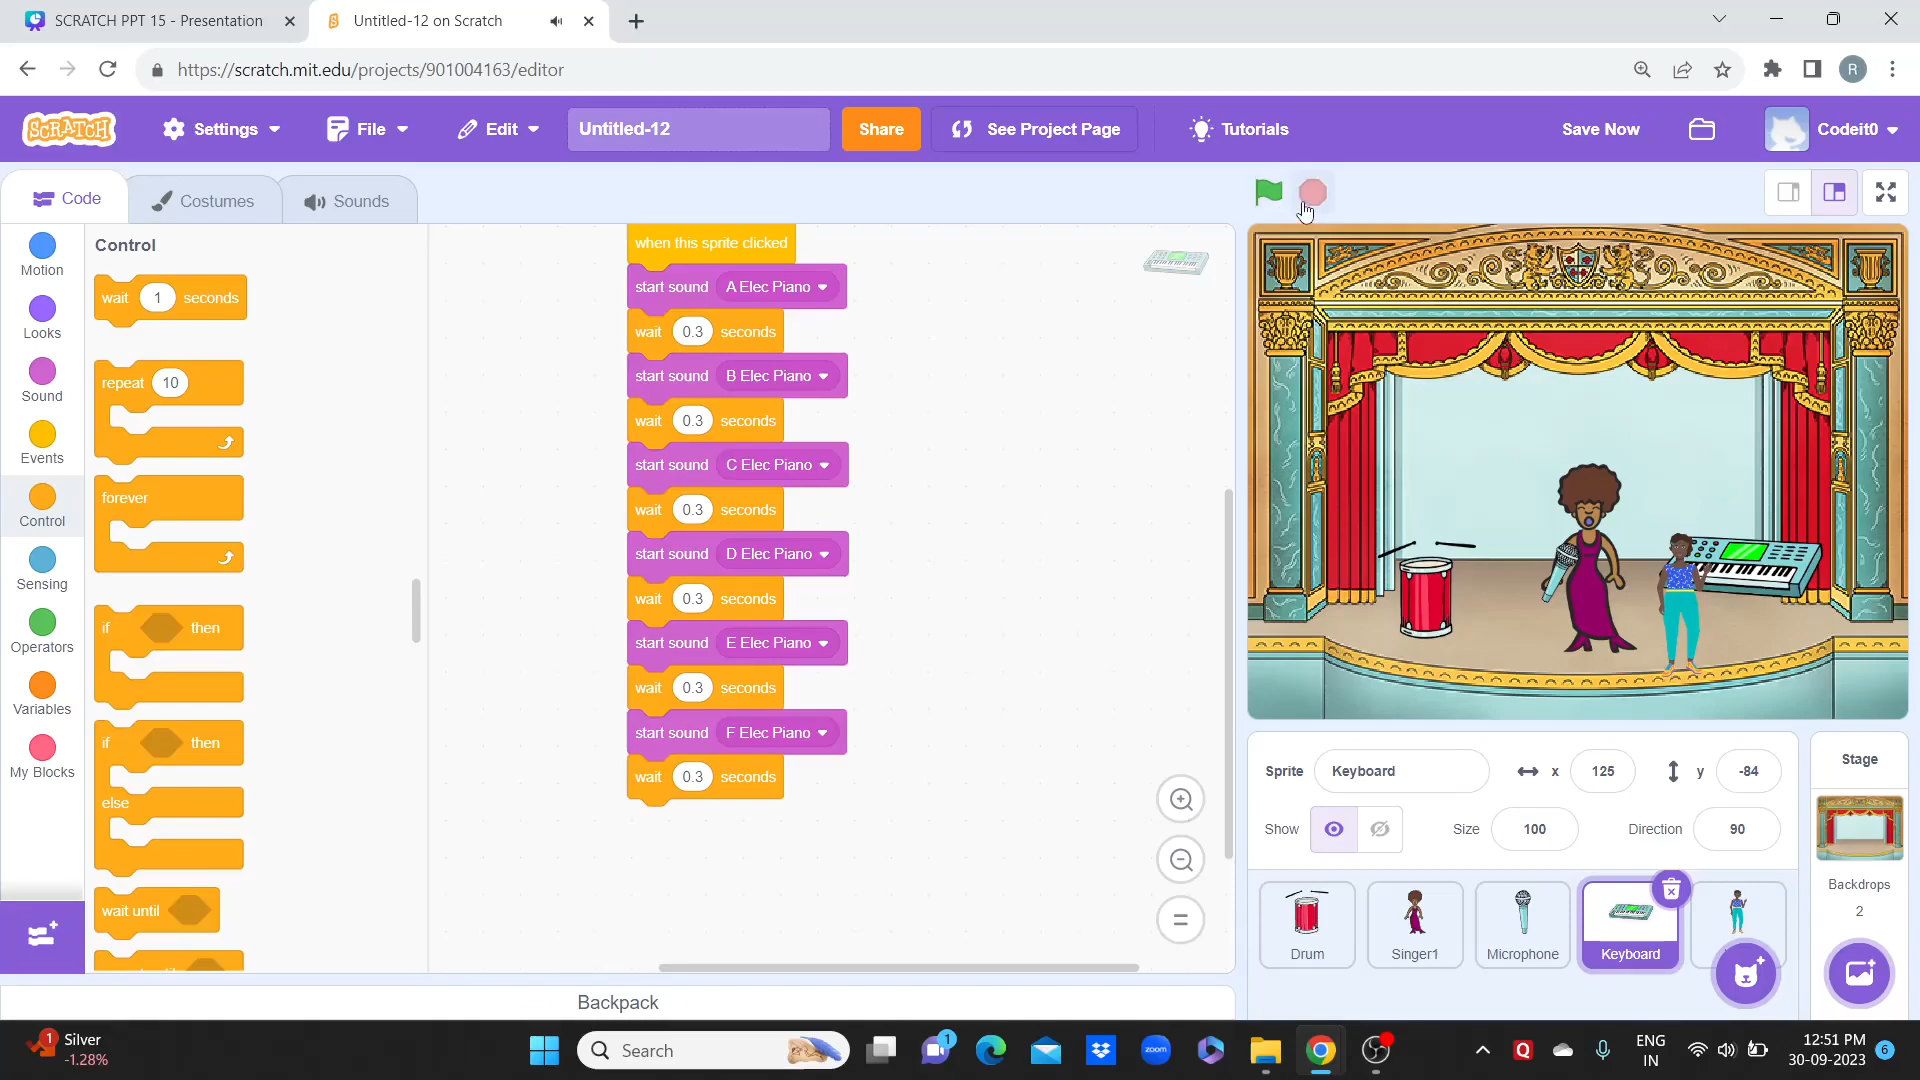 SCRATCH PPT 15 - Presentation
Untitled-12 on Scratch
https://scratch.mit.edu/projects/901004163/editor
R
SCRATCH
Settings
File
Edit
Untitled-12
Share
See Project Page
Tutorials
Save Now
Codeit0
Code
Costumes
Sounds
Motion
Looks
Sound
Events
Control
Sensing
Operators
Variables
My Blocks
Control
wait 1 seconds
repeat 10
forever
if then
if then
else
wait until
when this sprite clicked
start sound A Elec Piano
wait 0.3 seconds
start sound B Elec Piano
wait 0.3 seconds
start sound C Elec Piano
wait 0.3 seconds
start sound D Elec Piano
wait 0.3 seconds
start sound E Elec Piano
wait 0.3 seconds
start sound F Elec Piano
wait 0.3 seconds
Sprite Keyboard x 125 y -84
Show Size 100 Direction 90
Drum
Singer1
Microphone
Keyboard
Stage
Backdrops
2
Backpack
1
Silver
-1.28%
Search
1
zoom
Q
ENG
IN
12:51 PM
30-09-2023
6